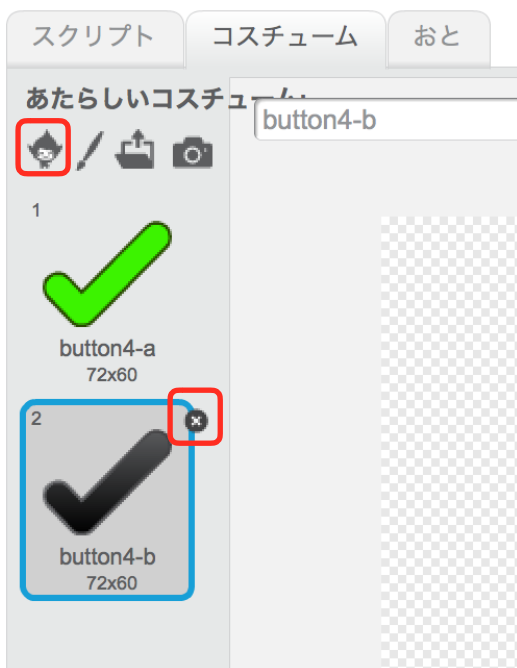 スクリプト コスチューム おと
あたらしいコスチューム:
button4-b
1
button4-a
72x60
2
button4-b
72x60